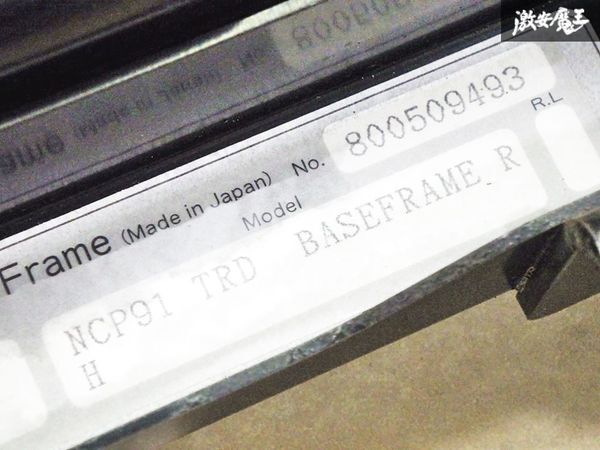 激安魔王
Frame (Made in Japan) No. 800509493
Model R.L
NCP91 TRD BASEFRAME R
H